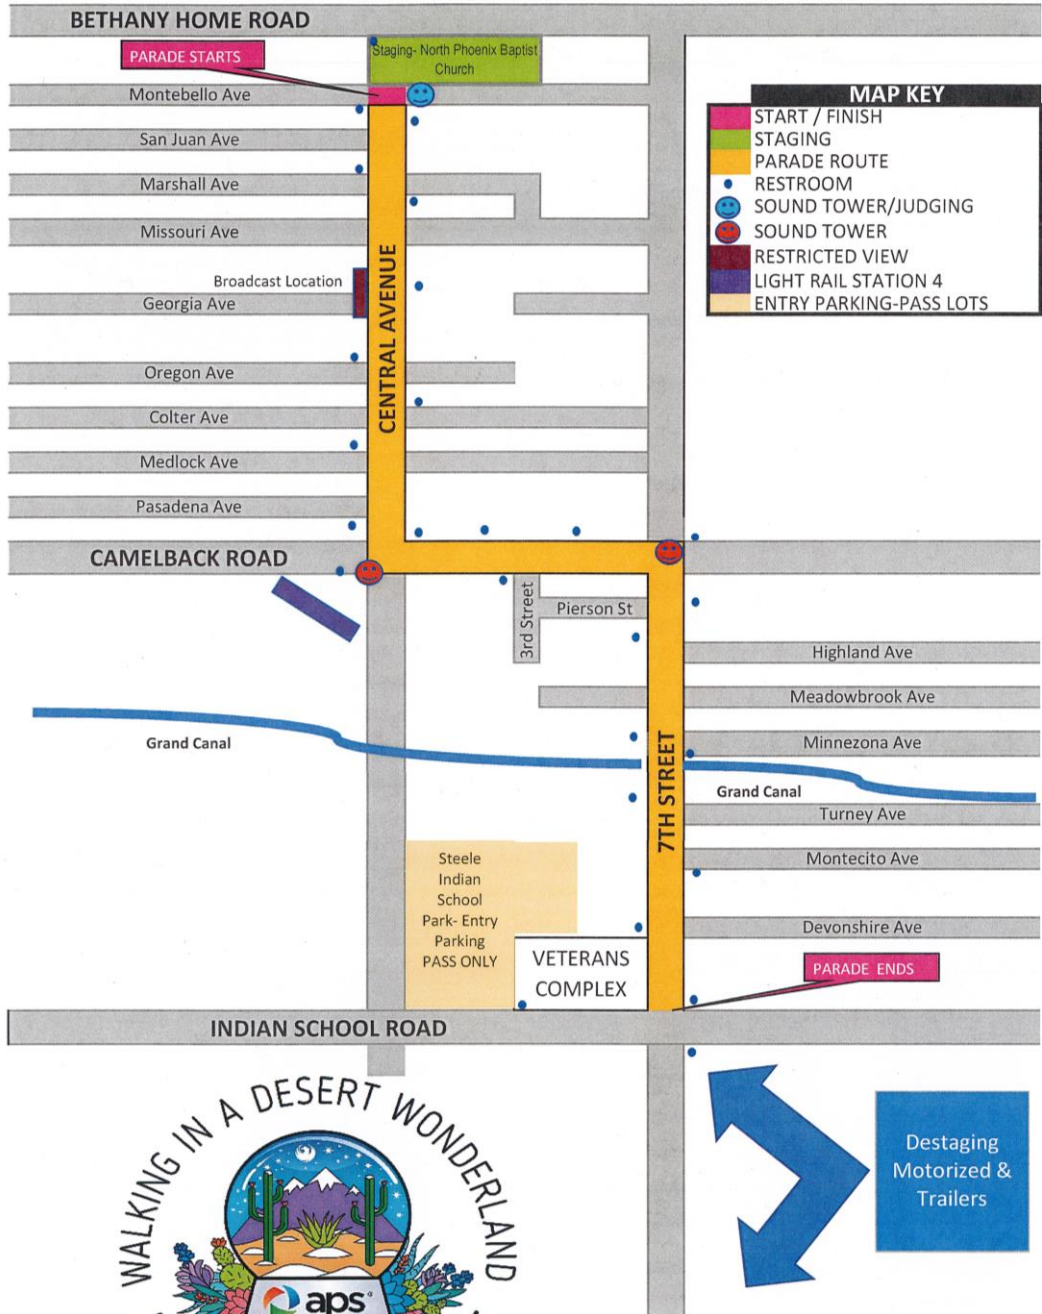 BETHANY HOME ROAD
PARADE STARTS
Staging- North Phoenix Baptist
Church
Montebello Ave
San Juan Ave
Marshall Ave
Missouri Ave
Broadcast Location
Georgia Ave
Oregon Ave
Colter Ave
Medlock Ave
Pasadena Ave
CENTRAL AVENUE
MAP KEY
START / FINISH
STAGING
PARADE ROUTE
RESTROOM
SOUND TOWER/JUDGING
SOUND TOWER
RESTRICTED VIEW
LIGHT RAIL STATION 4
ENTRY PARKING-PASS LOTS
CAMELBACK ROAD
3rd Street
Pierson St
Highland Ave
Meadowbrook Ave
Minnezona Ave
Grand Canal
7TH STREET
Grand Canal
Turney Ave
Montecito Ave
Devonshire Ave
Steele
Indian
School
Park- Entry
Parking
PASS ONLY
VETERANS
COMPLEX
PARADE ENDS
INDIAN SCHOOL ROAD
WALKING IN A DESERT WONDERLAND
aps
Destaging
Motorized &
Trailers